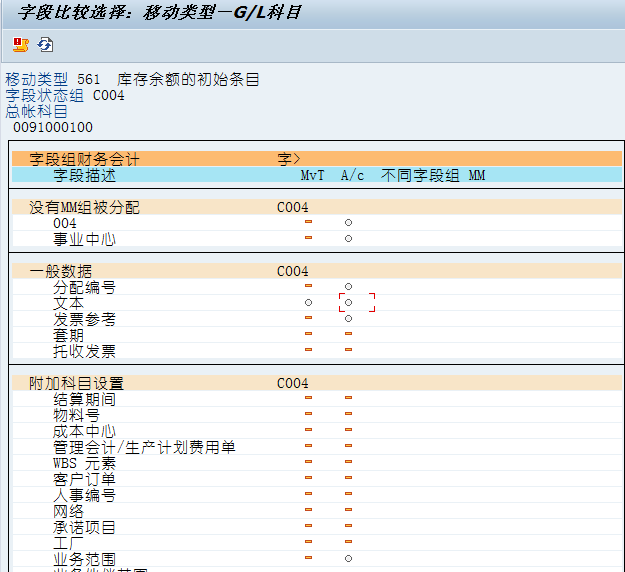 字段比较选择：移动类型－G/L科目
移动类型 561 库存余额的初始条目
字段状态组 C004
总帐科目
0091000100
字段组财务会计 字>
字段描述 MvT A/c 不同字段组 MM
没有MM组被分配 C004
004
事业中心
一般数据 C004
分配编号
文本
发票参考
套期
托收发票
附加科目设置 C004
结算期间
物料号
成本中心
管理会计/生产计划费用单
WBS 元素
客户订单
人事编号
网络
承诺项目
工厂
业务范围